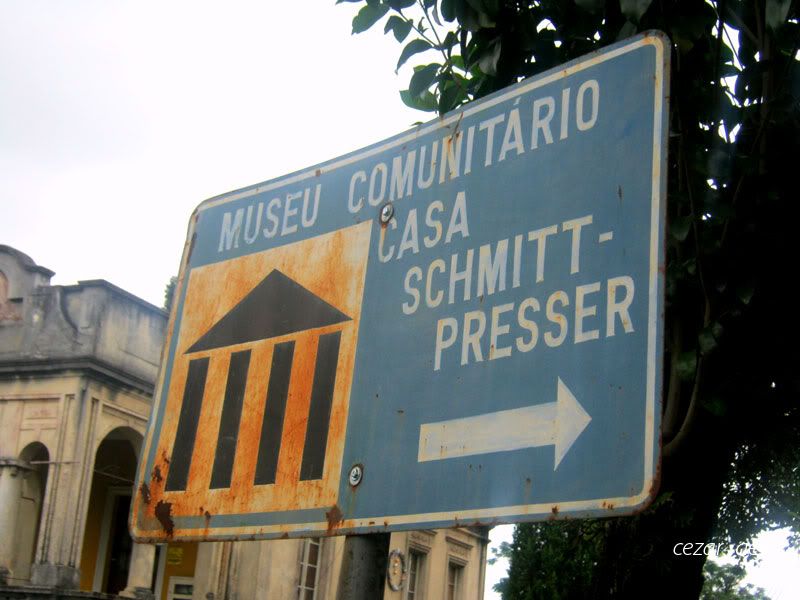 MUSEU COMUNITÁRIO
CASA
SCHMITT-
PRESSER